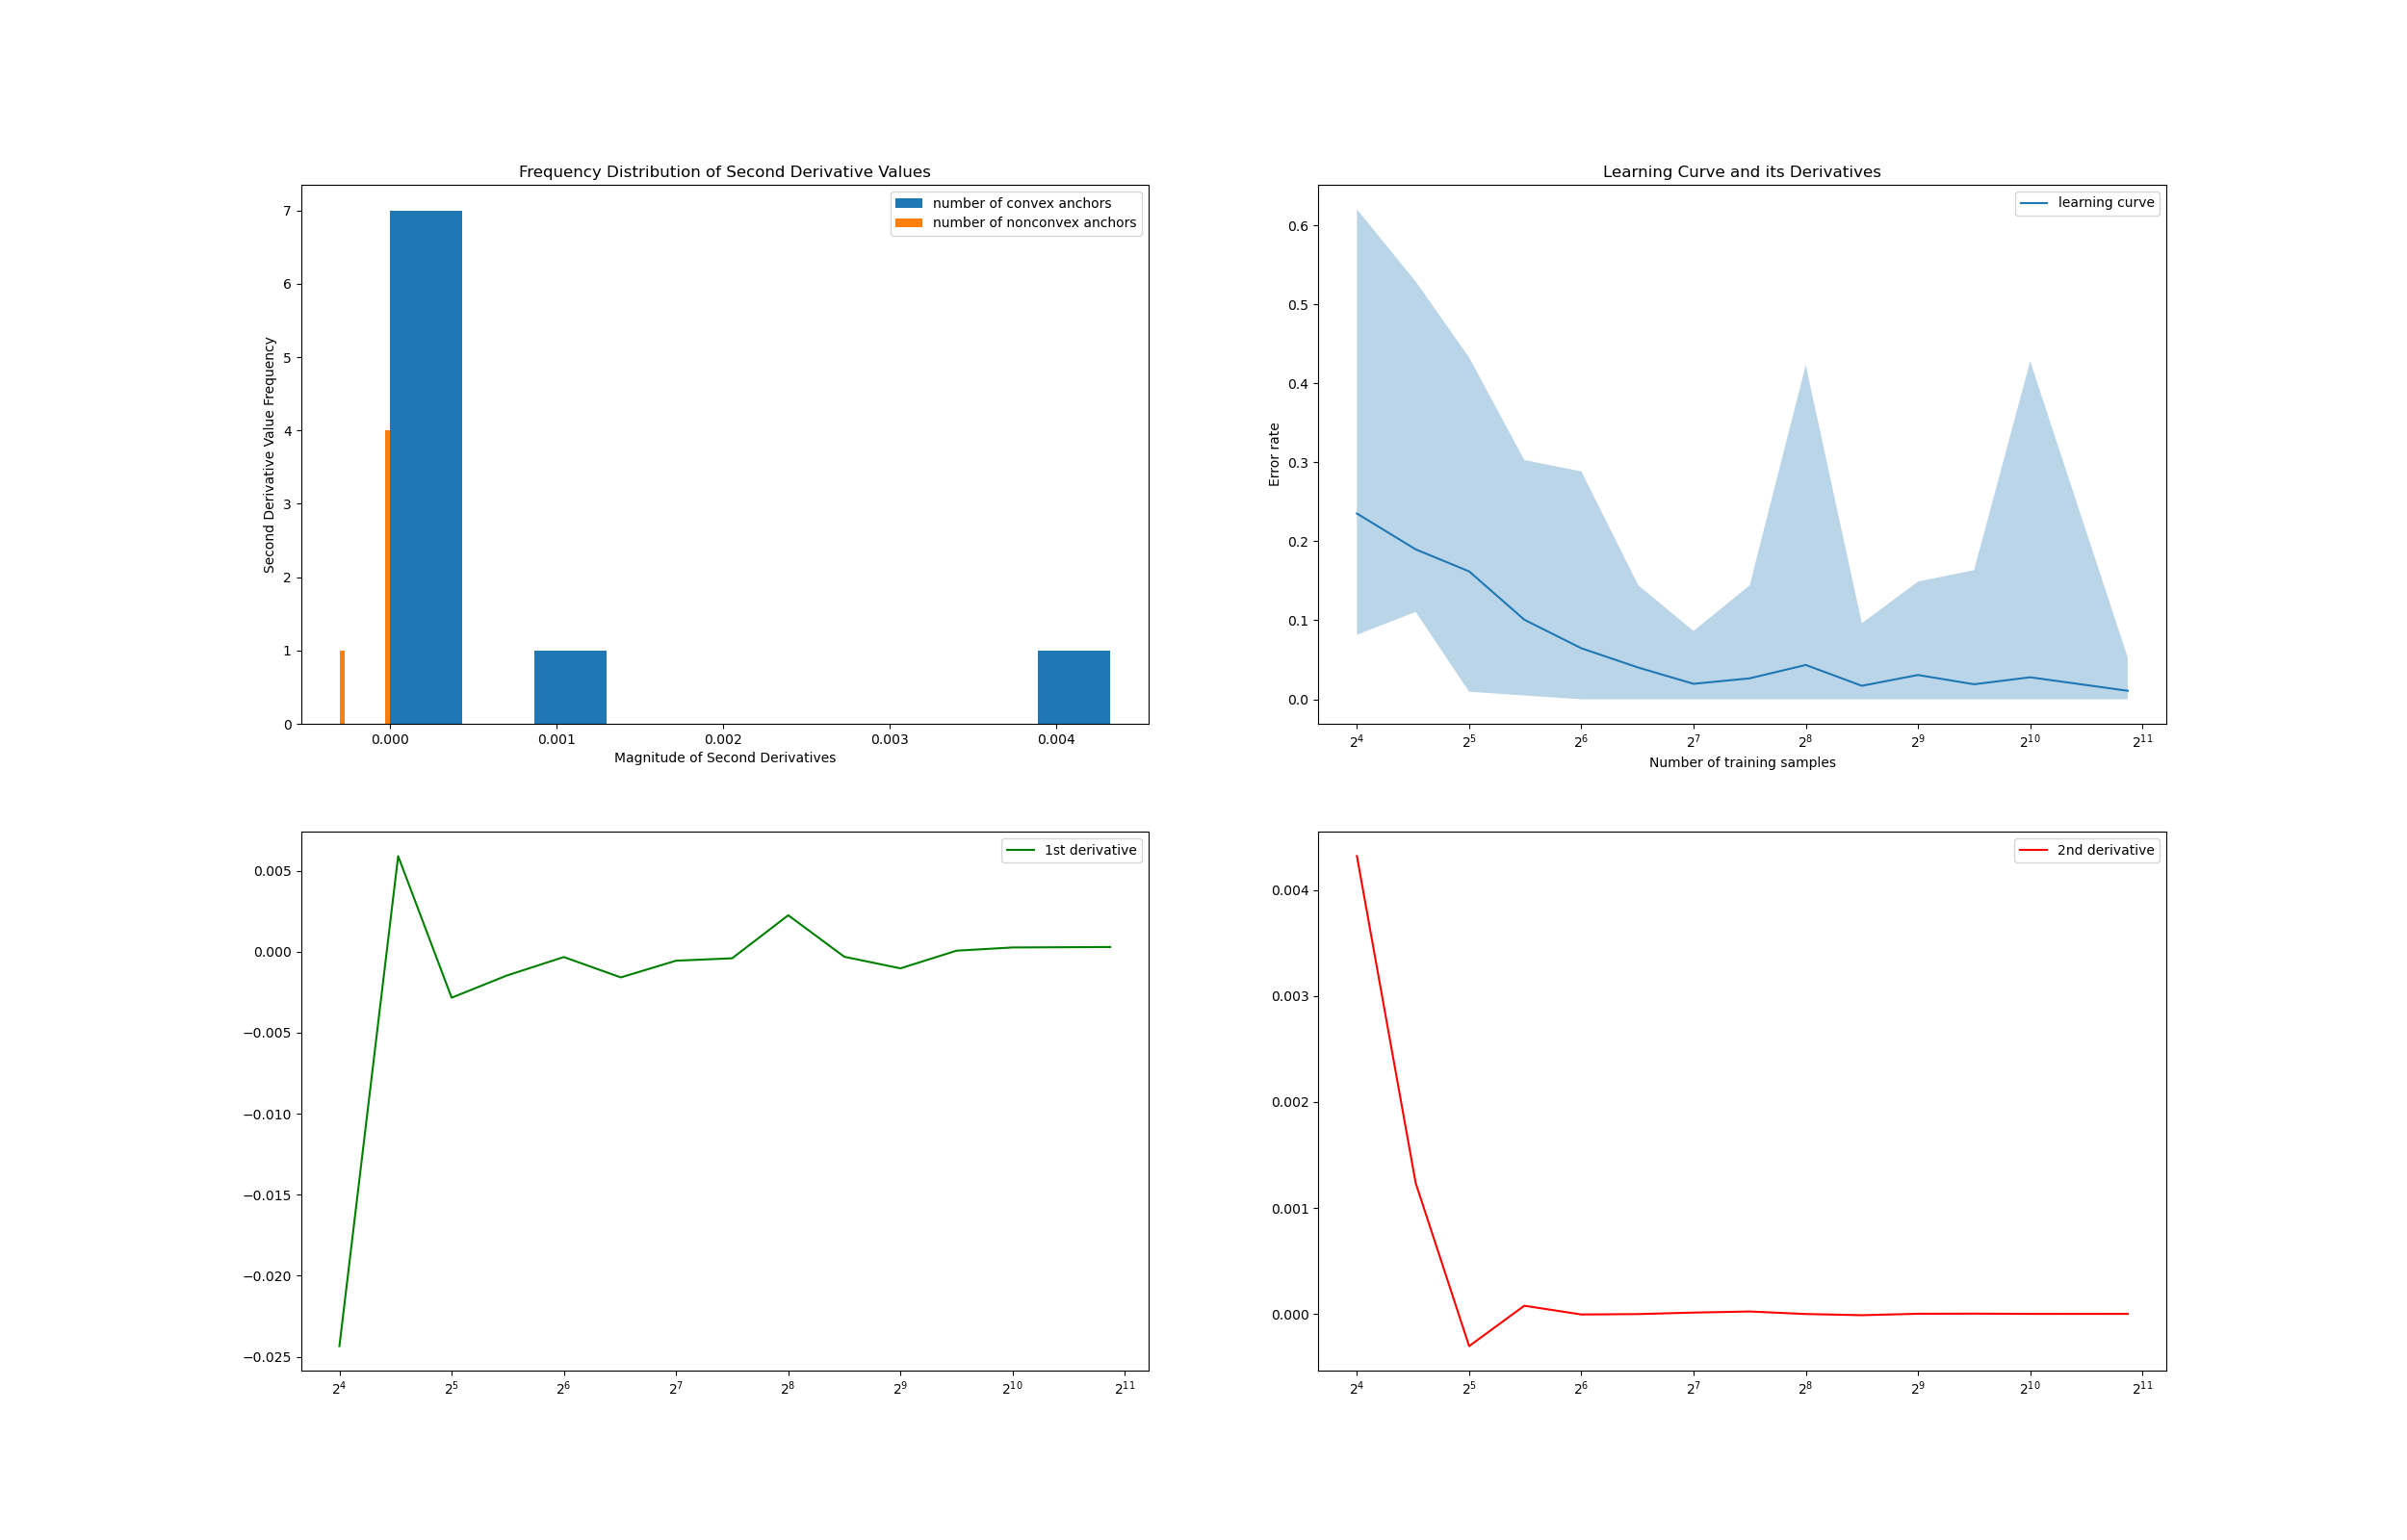 Frequency Distribution of Second Derivative Values
number of convex anchors
number of nonconvex anchors
7
6
5
4
3
2
1
0
Second Derivative Value Frequency
0.000 0.001 0.002 0.003 0.004
Magnitude of Second Derivatives
Learning Curve and its Derivatives
learning curve
0.6
0.5
0.4
0.3
0.2
0.1
0.0
Error rate
2⁴ 2⁵ 2⁶ 2⁷ 2⁸ 2⁹ 2¹⁰ 2¹¹
Number of training samples
1st derivative
0.005
0.000
−0.005
−0.010
−0.015
−0.020
−0.025
2⁴ 2⁵ 2⁶ 2⁷ 2⁸ 2⁹ 2¹⁰ 2¹¹
2nd derivative
0.004
0.003
0.002
0.001
0.000
2⁴ 2⁵ 2⁶ 2⁷ 2⁸ 2⁹ 2¹⁰ 2¹¹